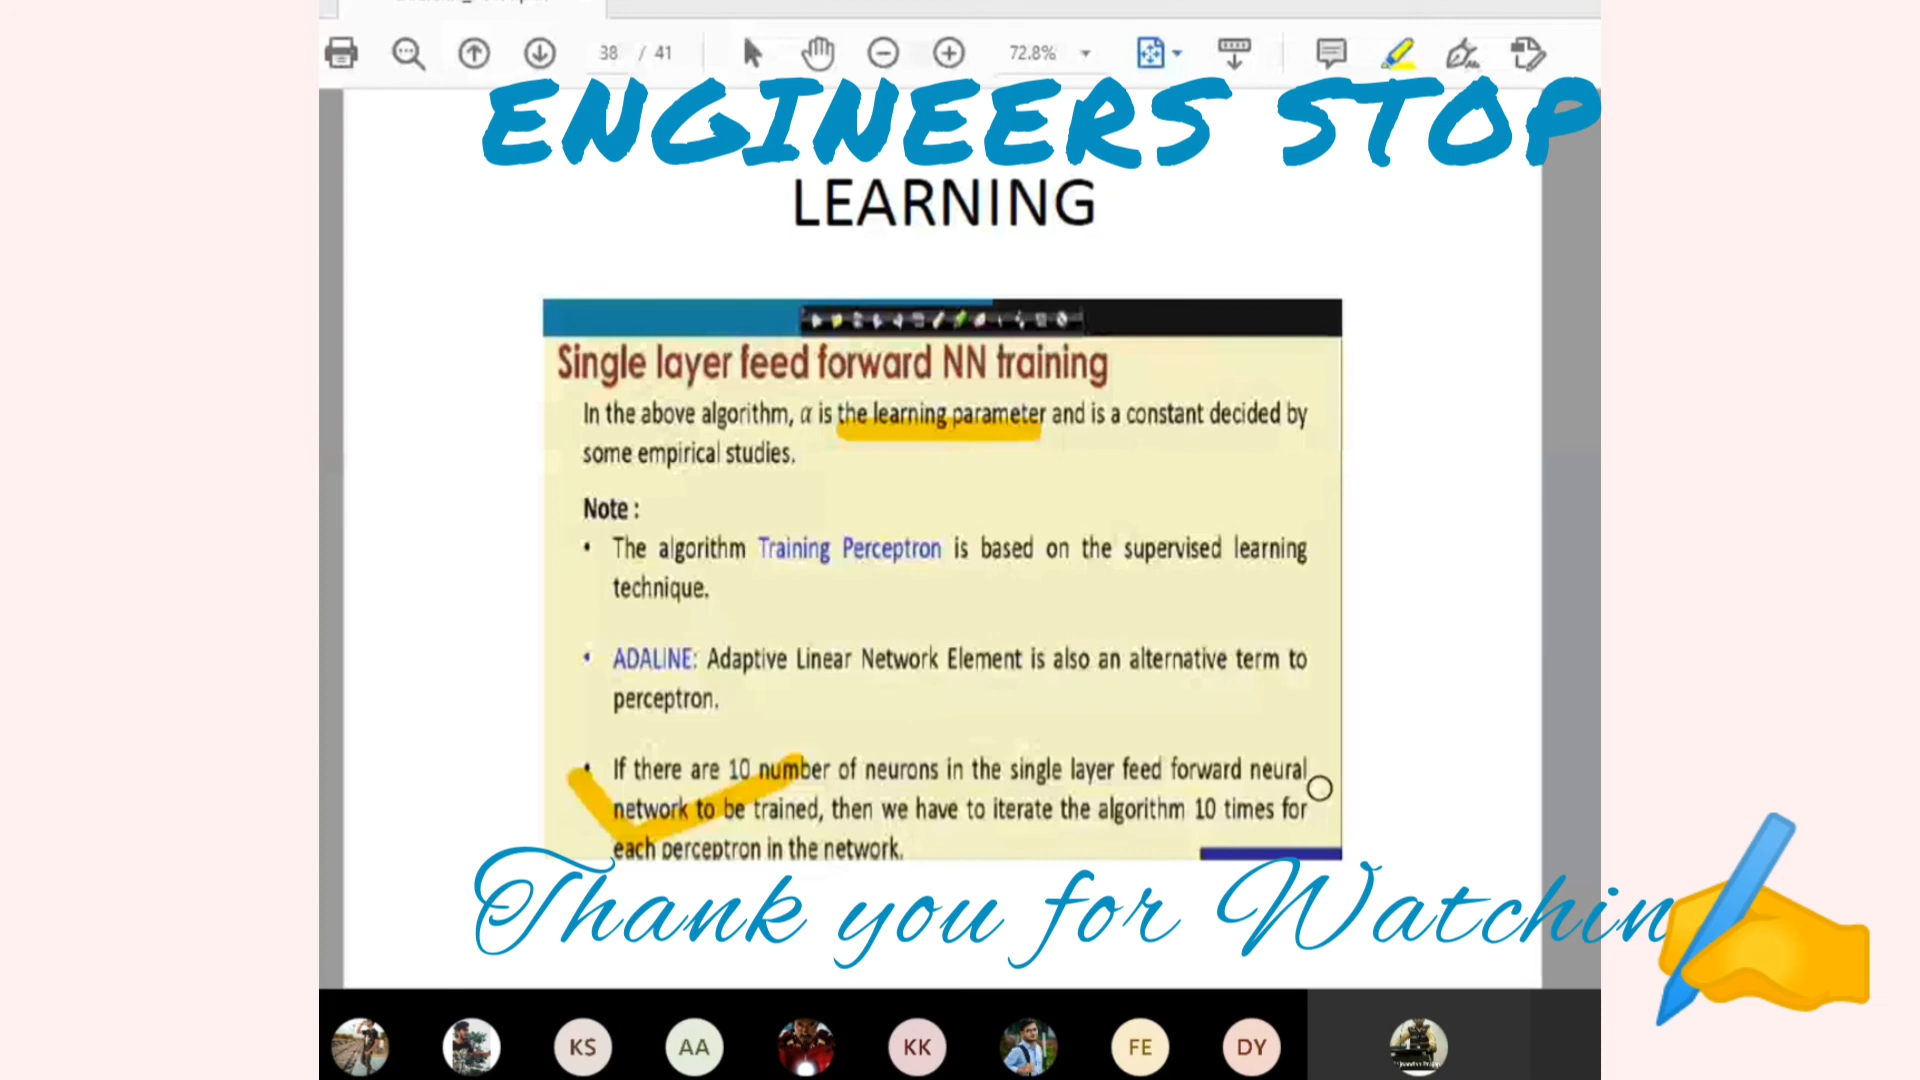 38 / 41
72.8%
ENGINEERS STOP
LEARNING
Single layer feed forward NN training
In the above algorithm, α is the learning parameter and is a constant decided by
some empirical studies.
Note :
• The algorithm Training Perceptron is based on the supervised learning
technique.
• ADALINE: Adaptive Linear Network Element is also an alternative term to
perceptron.
• If there are 10 number of neurons in the single layer feed forward neural
network to be trained, then we have to iterate the algorithm 10 times for
each perceptron in the network.
Thank you for Watchin
KS AA KK FE DY